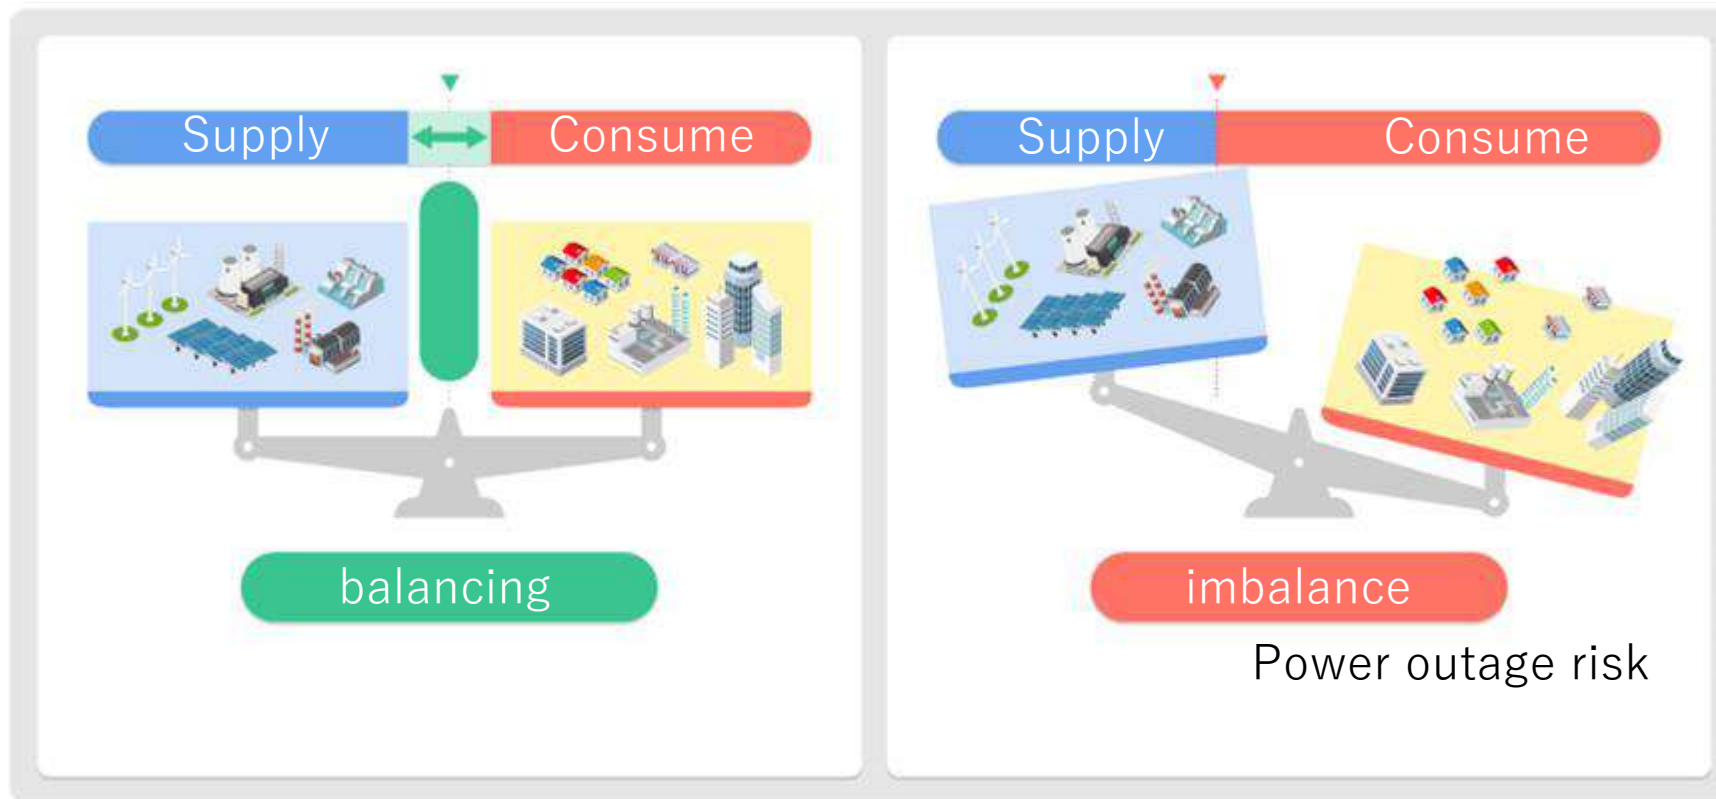 Supply
Consume
balancing
Supply
Consume
imbalance
Power outage risk